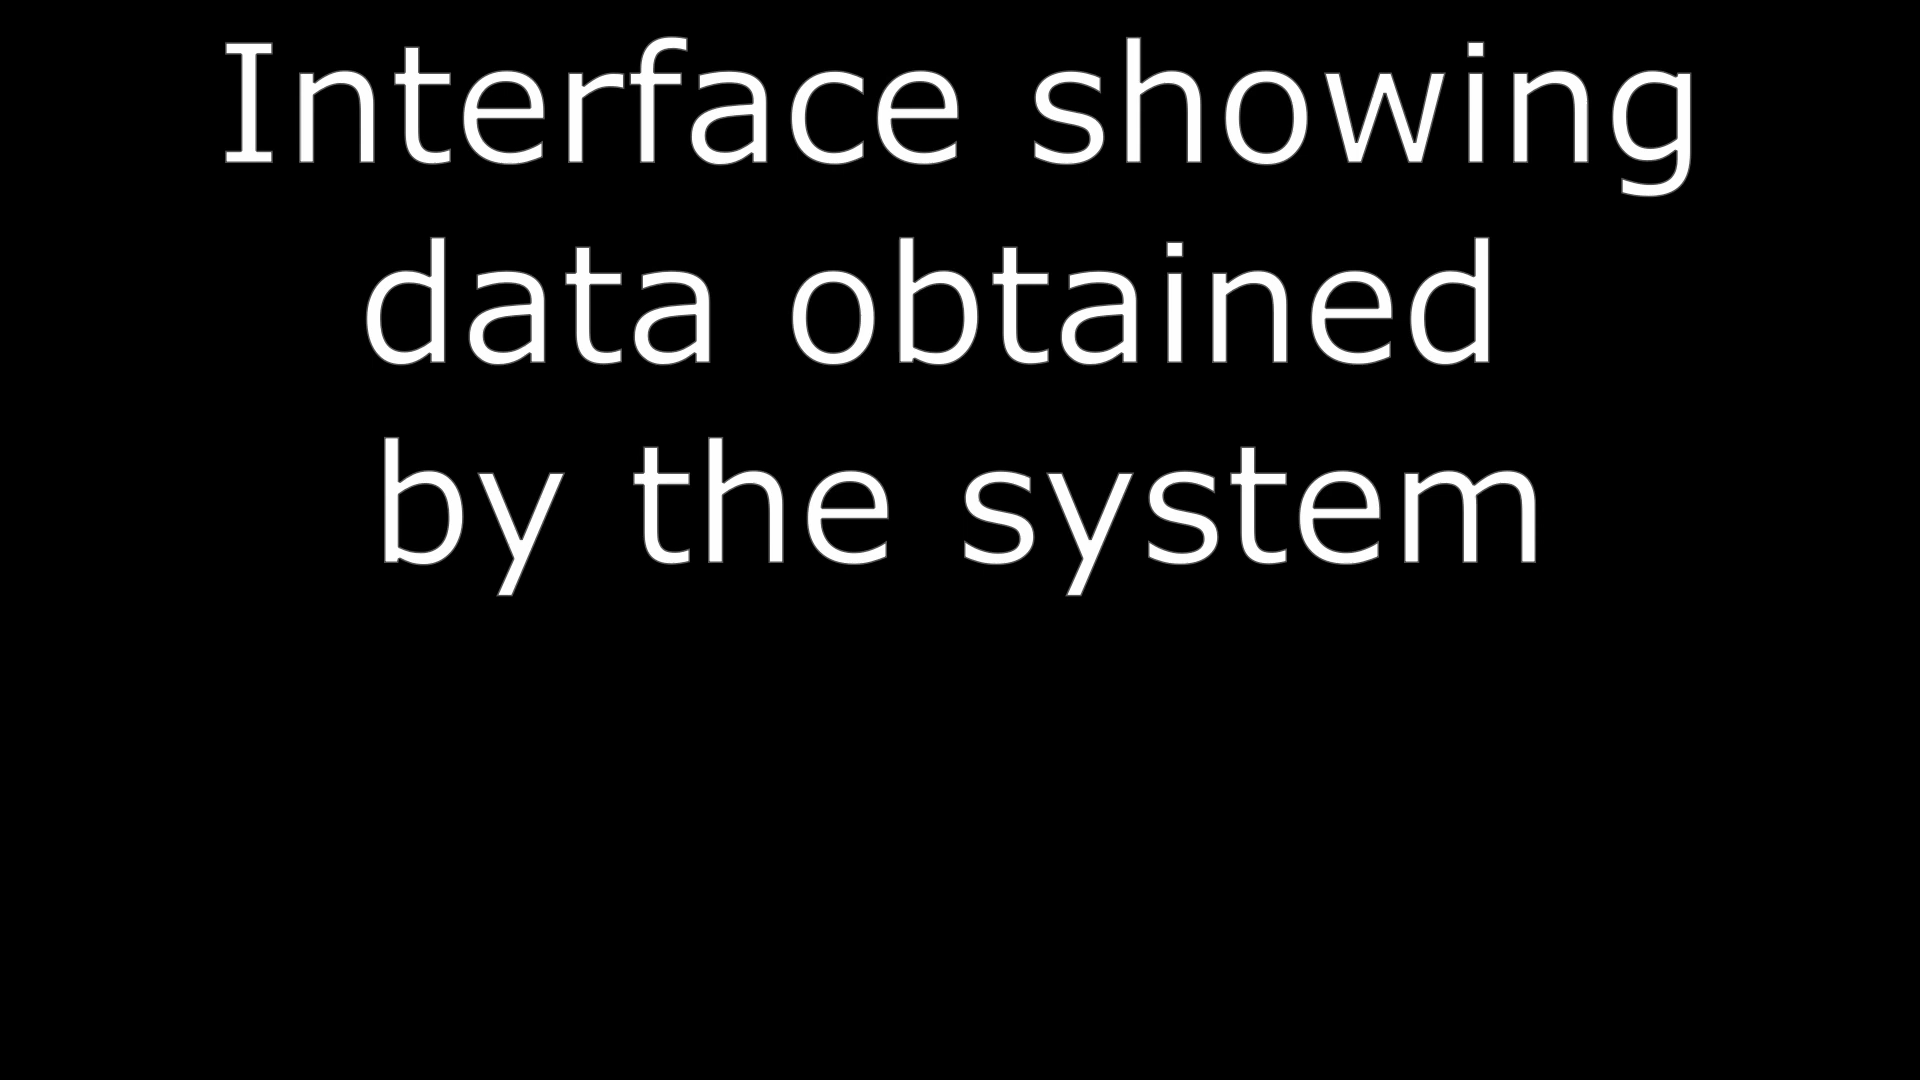 Interface showing
data obtained
by the system